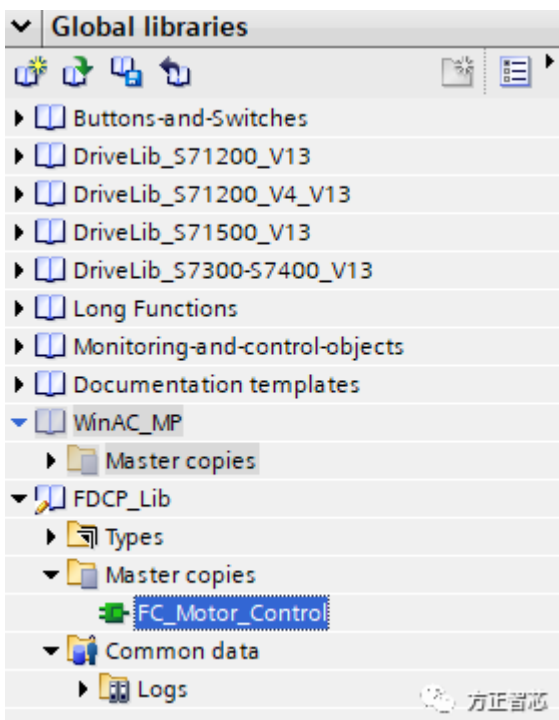 Global libraries
Buttons-and-Switches
DriveLib_S71200_V13
DriveLib_S71200_V4_V13
DriveLib_S71500_V13
DriveLib_S7300-S7400_V13
Long Functions
Monitoring-and-control-objects
Documentation templates
WinAC_MP
Master copies
FDCP_Lib
Types
Master copies
FC_Motor_Control
Common data
Logs
方正智芯